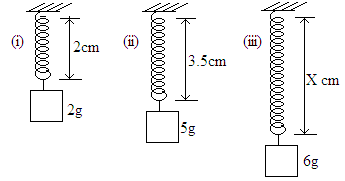 (i)
2cm
2g
(ii)
3.5cm
5g
(iii)
X cm
6g